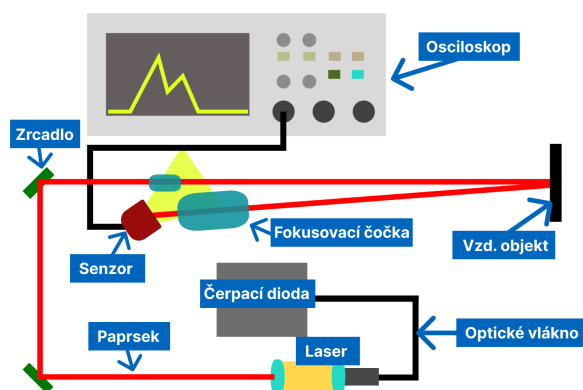 Osciloskop
Zrcadlo
Fokusovací čočka
Vzd. objekt
Senzor
Čerpací dioda
Paprsek
Laser
Optické vlákno